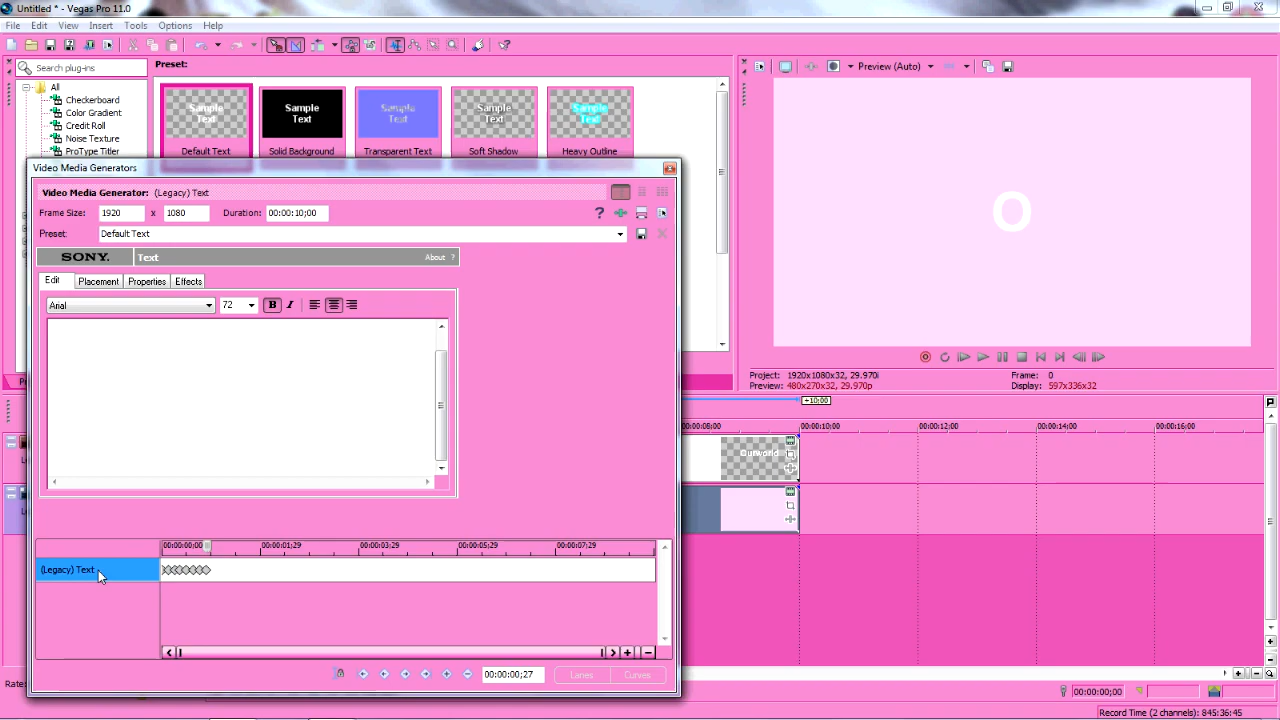 Untitled * - Vegas Pro 11.0
File Edit View Insert Tools Options Help
Search plug-ins
Preset:
Preview (Auto)
All
Checkerboard
Color Gradient
Credit Roll
Noise Texture
ProType Titler
Sample Text
Sample Text
Sample Text
Sample Text
Sample Text
Default Text
Solid Background
Transparent Text
Soft Shadow
Heavy Outline
O
Video Media Generators
Video Media Generator: (Legacy) Text
Frame Size: 1920 x 1080 Duration: 00:00:10;00
?
Preset: Default Text
SONY. Text About ?
Edit Placement Properties Effects
Arial 72 B I
Project: 1920x1080x32, 29.970i Frame: 0
Preview: 480x270x32, 29.970p Display: 597x336x32
+10;00
00:00:08;00 00:00:10;00 00:00:12;00 00:00:14;00 00:00:16;00
Ourworld
00:00:00;00 00:00:01;29 00:00:03;29 00:00:05;29 00:00:07;29
(Legacy) Text
00:00:00;27 Lanes Curves
Rate:
00:00:00;00
Record Time (2 channels): 845:36:45